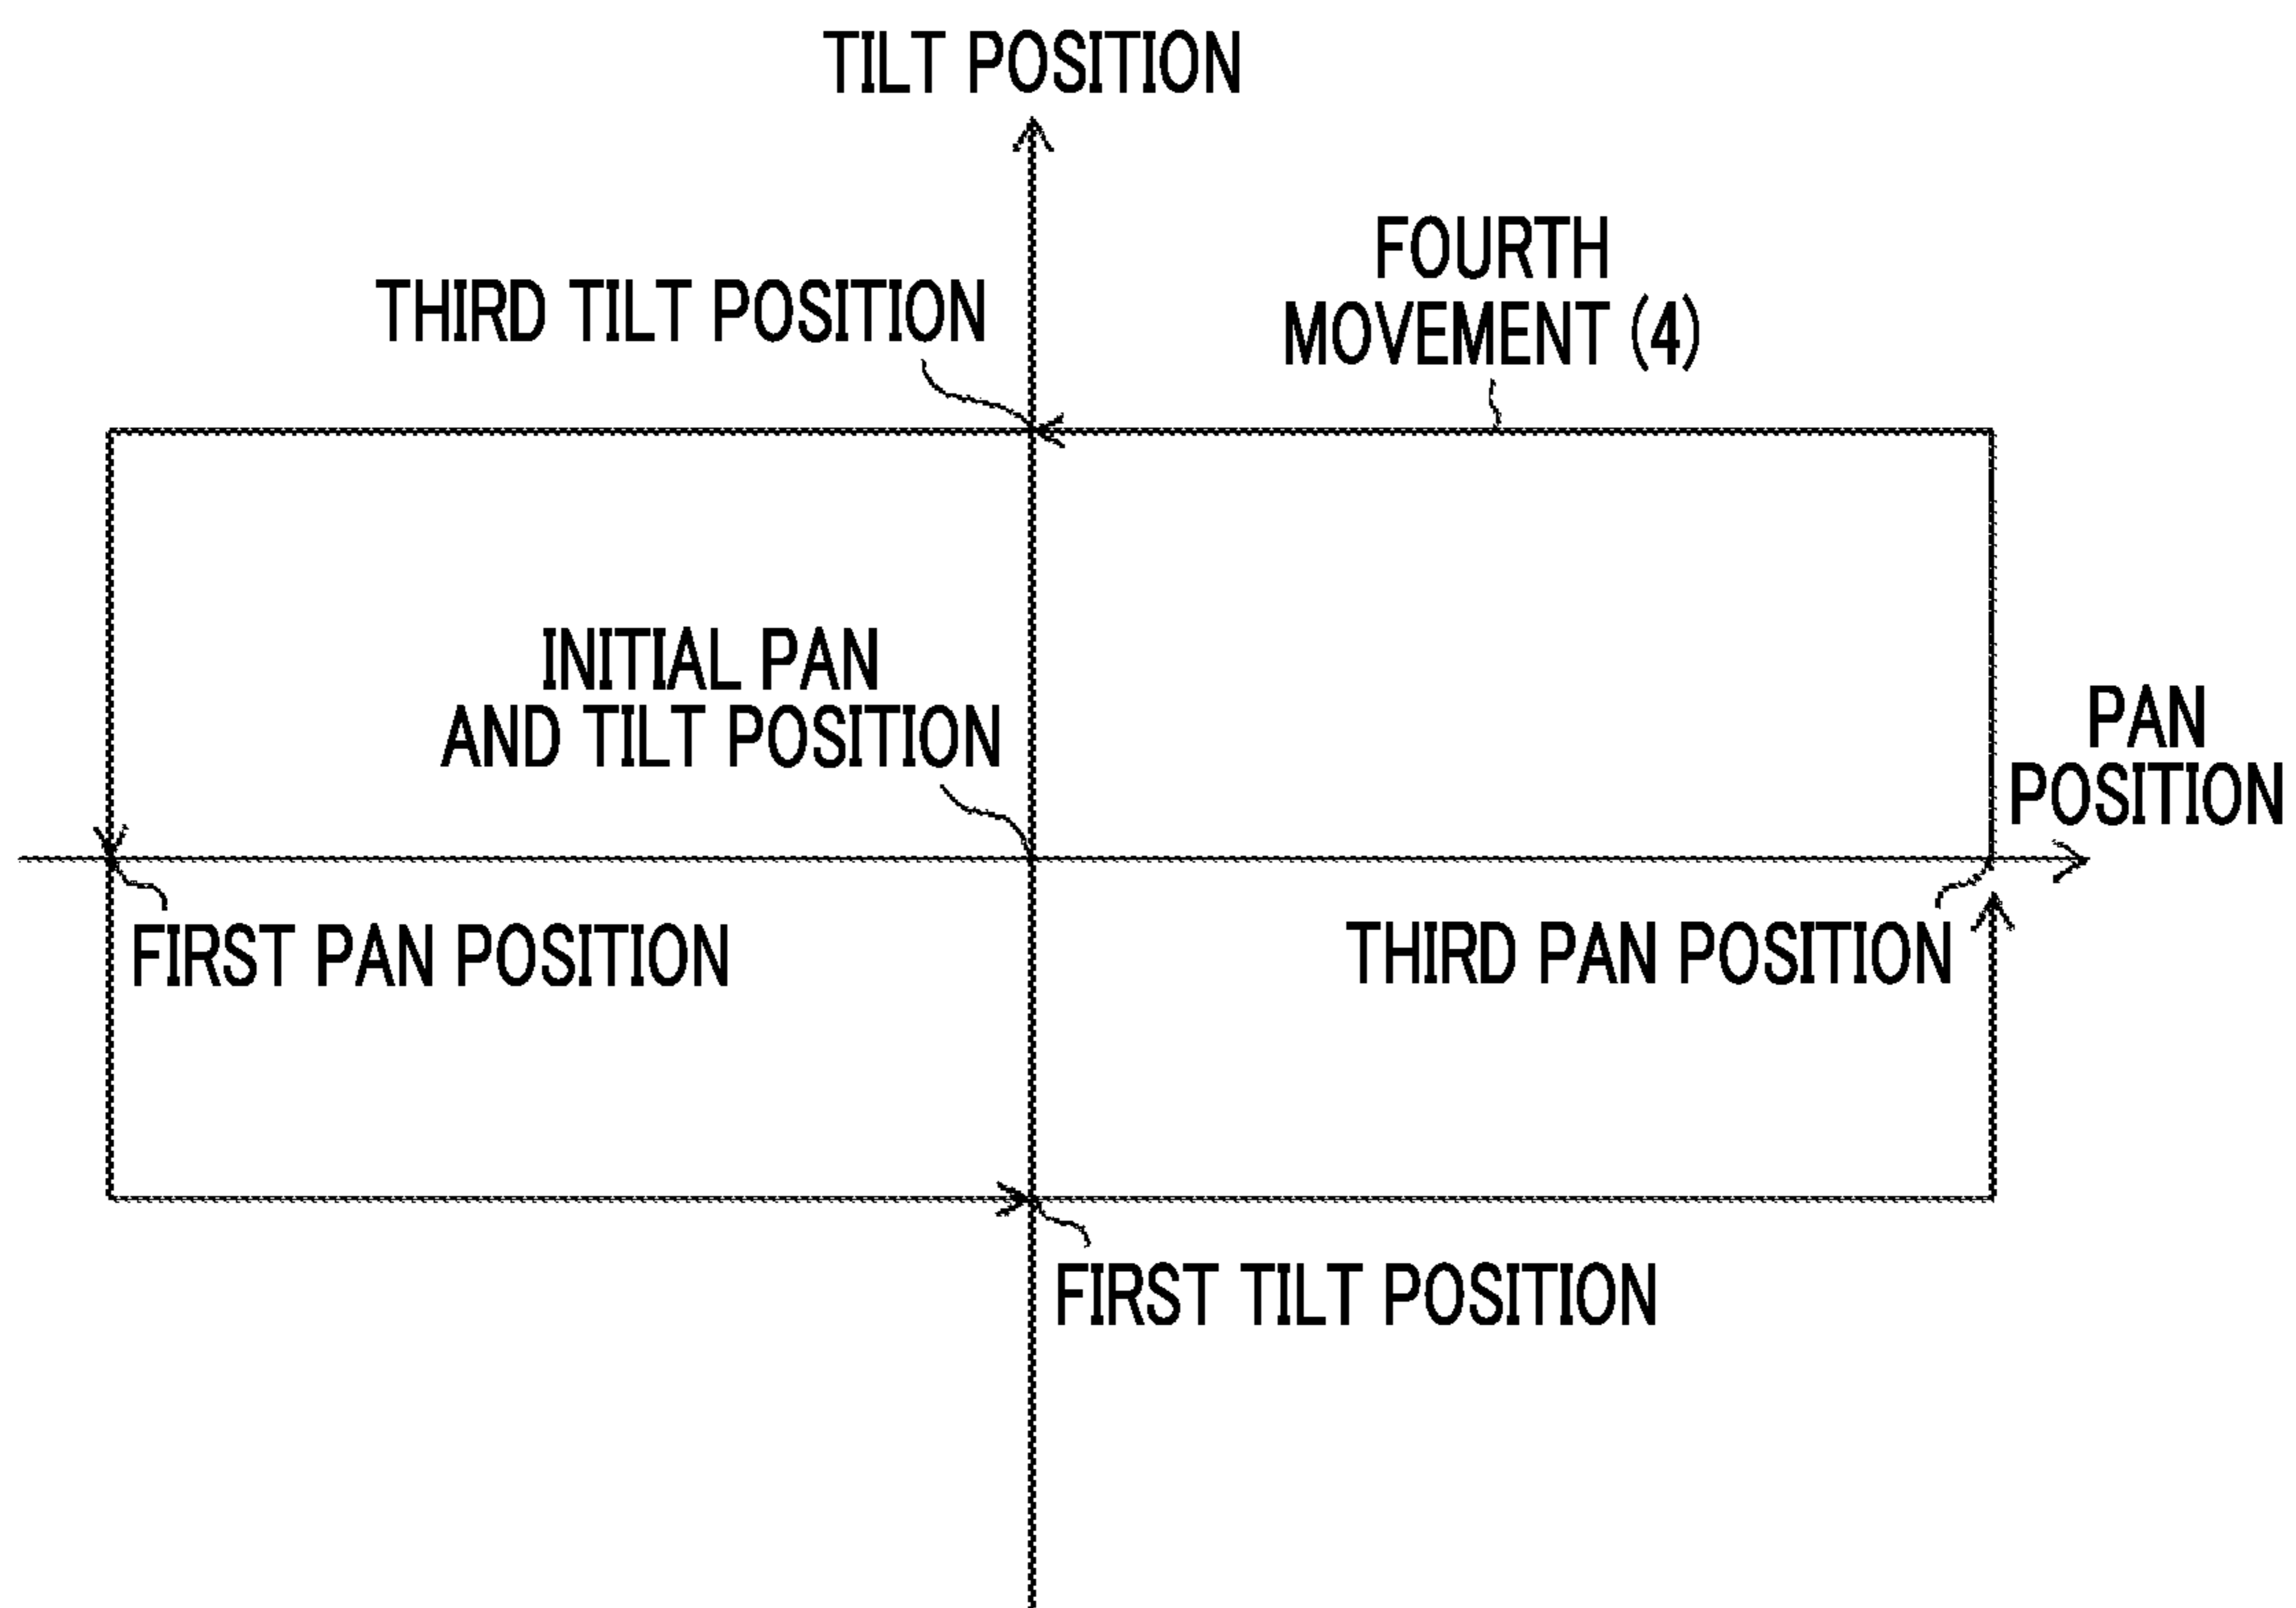 TILT POSITION
FOURTH
MOVEMENT (4)
THIRD TILT POSITION
INITIAL PAN
AND TILT POSITION
PAN
POSITION
FIRST PAN POSITION
THIRD PAN POSITION
FIRST TILT POSITION